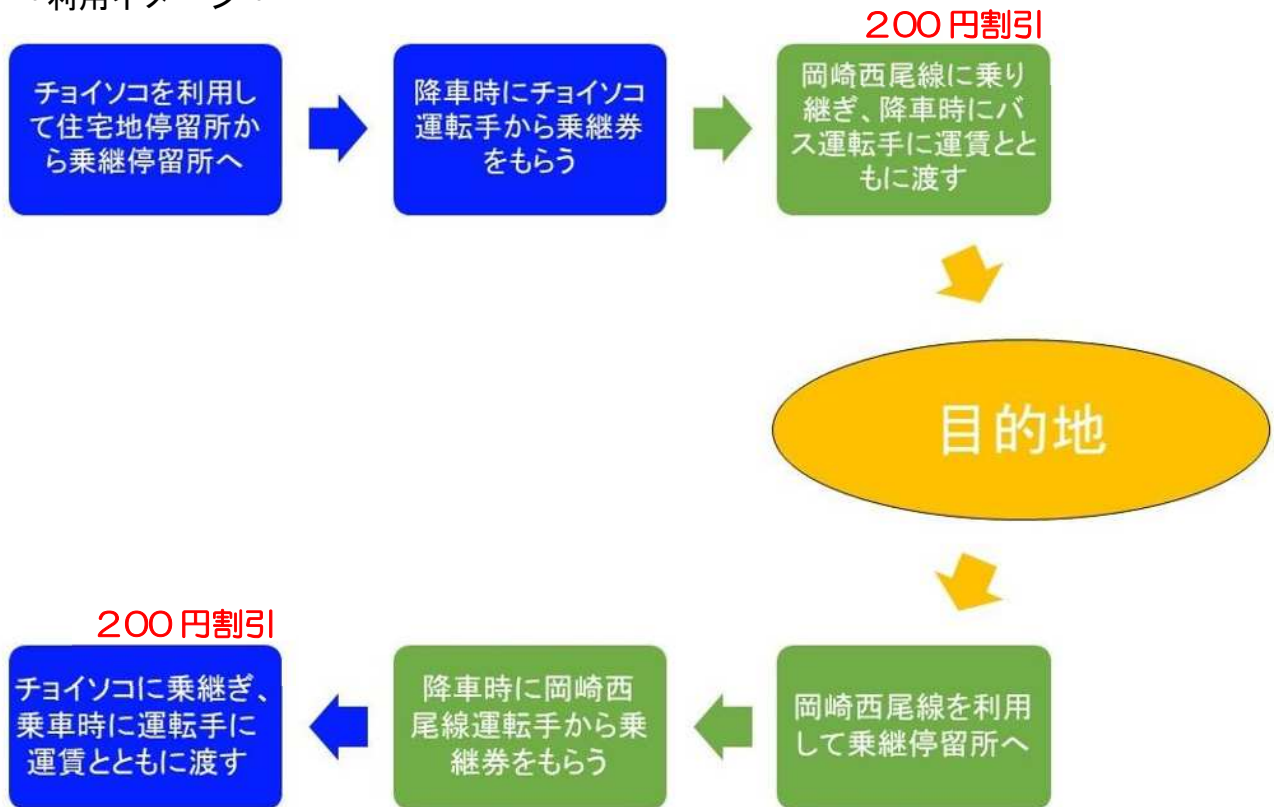 200円割引
チョイソコを利用し
て住宅地停留所か
ら乗継停留所へ
降車時にチョイソコ
運転手から乗継券
をもらう
岡崎西尾線に乗り
継ぎ、降車時にバ
ス運転手に運賃とと
もに渡す
目的地
岡崎西尾線を利用
して乗継停留所へ
降車時に岡崎西
尾線運転手から乗
継券をもらう
200円割引
チョイソコに乗継ぎ、
乗車時に運転手に
運賃とともに渡す